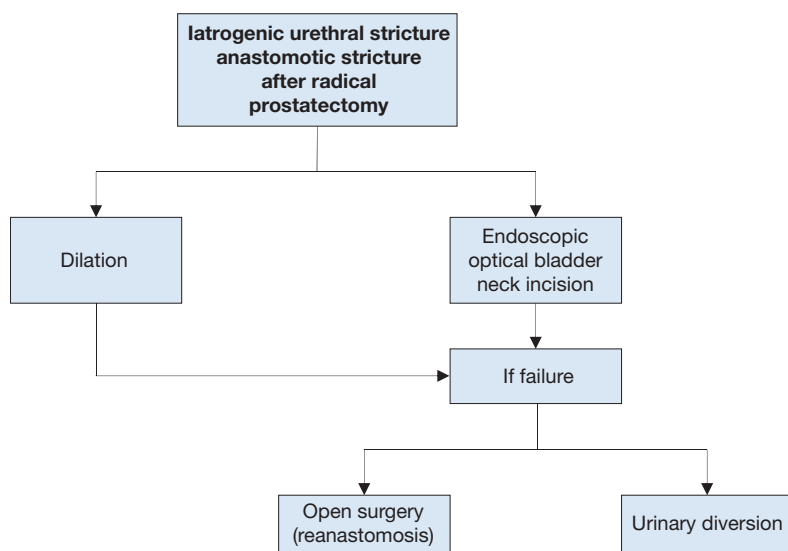 Iatrogenic urethral stricture
anastomotic stricture
after radical
prostatectomy
Dilation
Endoscopic
optical bladder
neck incision
If failure
Open surgery
(reanastomosis)
Urinary diversion